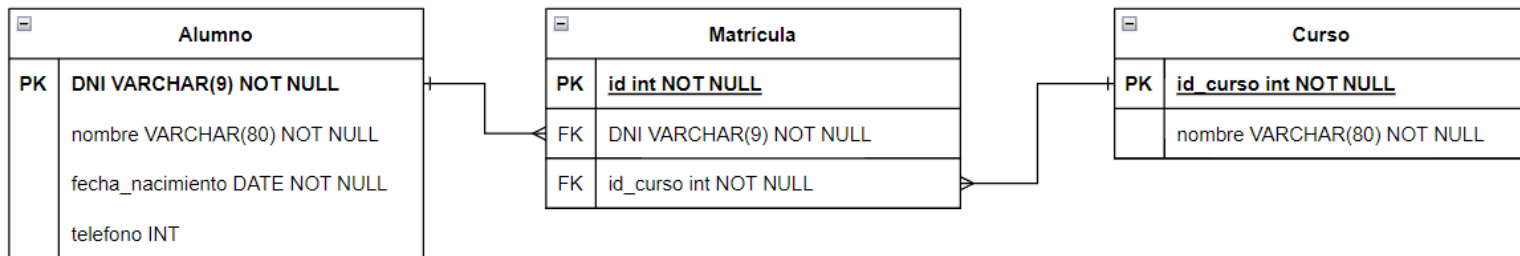 Alumno
PK DNI VARCHAR(9) NOT NULL
nombre VARCHAR(80) NOT NULL
fecha_nacimiento DATE NOT NULL
telefono INT
Matrícula
PK id int NOT NULL
FK DNI VARCHAR(9) NOT NULL
FK id_curso int NOT NULL
Curso
PK id_curso int NOT NULL
nombre VARCHAR(80) NOT NULL